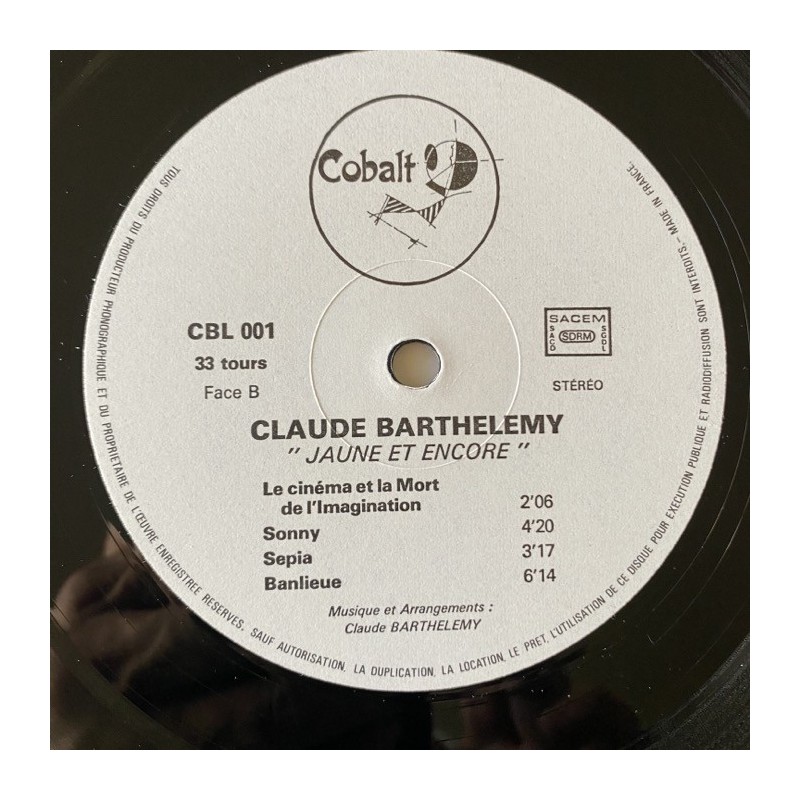 Cobalt
CBL 001
33 tours
Face B
SACEM
SACD
SDRM
SGDL
STÉRÉO
CLAUDE BARTHELEMY
" JAUNE ET ENCORE "
Le cinéma et la Mort
de l'Imagination 2'06
Sonny 4'20
Sepia 3'17
Banlieue 6'14
Musique et Arrangements :
Claude BARTHELEMY
TOUS DROITS DU PRODUCTEUR PHONOGRAPHIQUE ET DU PROPRIETAIRE DE L'ŒUVRE ENREGISTREE RESERVES, SAUF AUTORISATION, LA DUPLICATION, LA LOCATION, LE PRET, L'UTILISATION DE CE DISQUE POUR EXECUTION PUBLIQUE ET RADIODIFFUSION SONT INTERDITS. – MADE IN FRANCE.